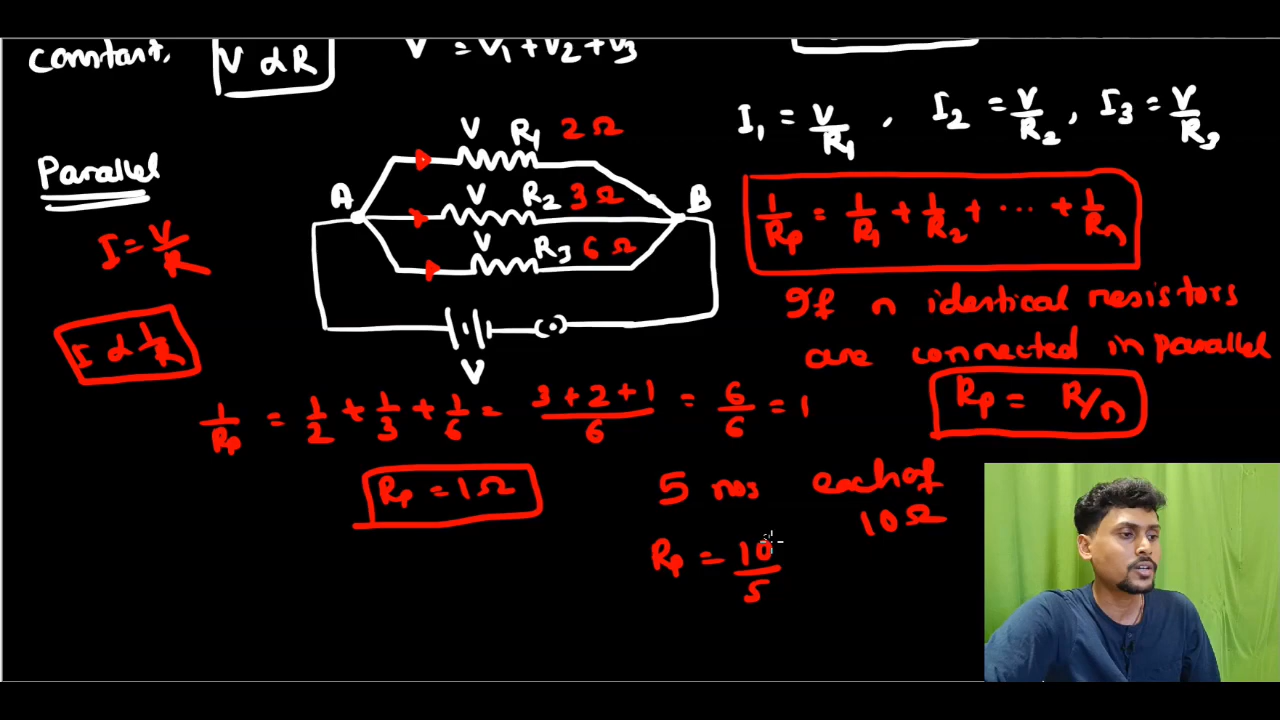 constant, V α R
V = V1 + V2 + V3
I1 = V/R1 , I2 = V/R2 , I3 = V/R3
Parallel
V R1 2 Ω
A V R2 3 Ω B
V R3 6 Ω
V
I = V/R
I α 1/R
1/Rp = 1/R1 + 1/R2 + ... + 1/Rn
If n identical resistors
are connected in parallel
Rp = R/n
1/Rp = 1/2 + 1/3 + 1/6 = 3+2+1/6 = 6/6 = 1
Rp = 1 Ω
5 nos each of
10 Ω
Rp = 10/5